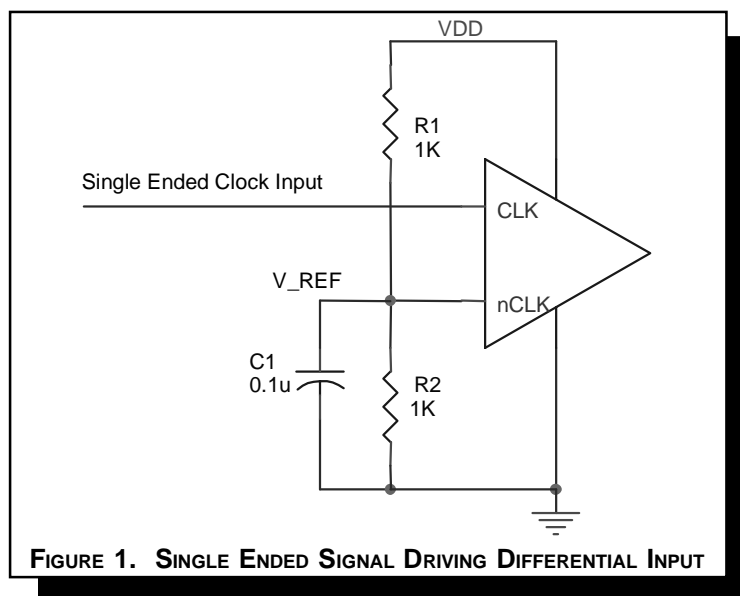 VDD
R1
1K
Single Ended Clock Input
CLK
V_REF
nCLK
C1
0.1u
R2
1K
FIGURE 1. SINGLE ENDED SIGNAL DRIVING DIFFERENTIAL INPUT